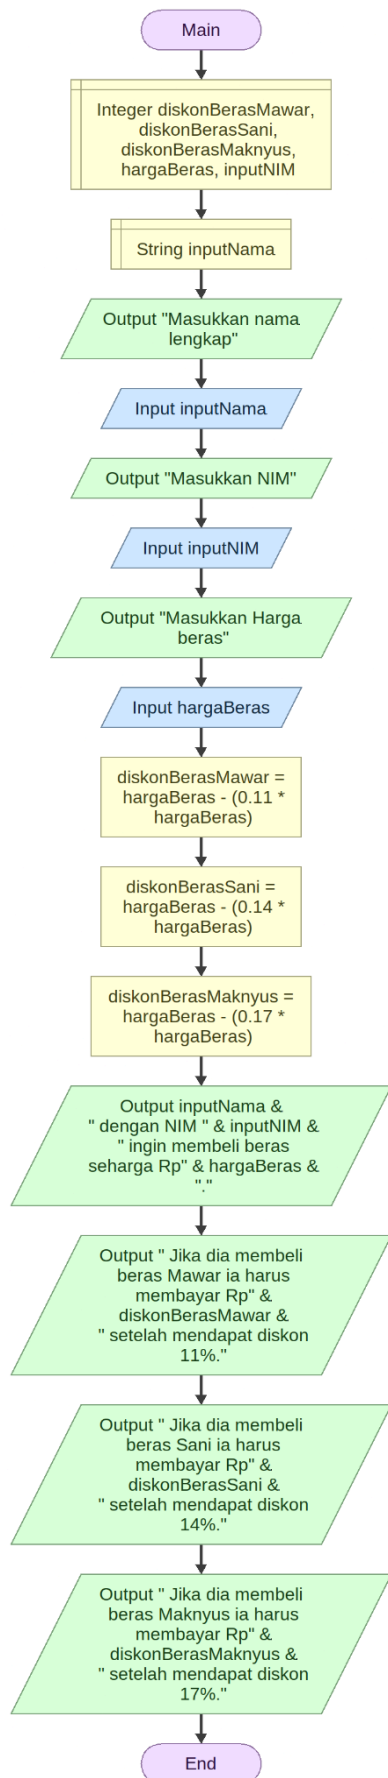 Main
Integer diskonBerasMawar,
diskonBerasSani,
diskonBerasMaknyus,
hargaBeras, inputNIM
String inputNama
Output "Masukkan nama
lengkap"
Input inputNama
Output "Masukkan NIM"
Input inputNIM
Output "Masukkan Harga
beras"
Input hargaBeras
diskonBerasMawar =
hargaBeras - (0.11 *
hargaBeras)
diskonBerasSani =
hargaBeras - (0.14 *
hargaBeras)
diskonBerasMaknyus =
hargaBeras - (0.17 *
hargaBeras)
Output inputNama &
" dengan NIM " & inputNIM &
" ingin membeli beras
seharga Rp" & hargaBeras &
"."
Output " Jika dia membeli
beras Mawar ia harus
membayar Rp" &
diskonBerasMawar &
" setelah mendapat diskon
11%."
Output " Jika dia membeli
beras Sani ia harus
membayar Rp" &
diskonBerasSani &
" setelah mendapat diskon
14%."
Output " Jika dia membeli
beras Maknyus ia harus
membayar Rp" &
diskonBerasMaknyus &
" setelah mendapat diskon
17%."
End